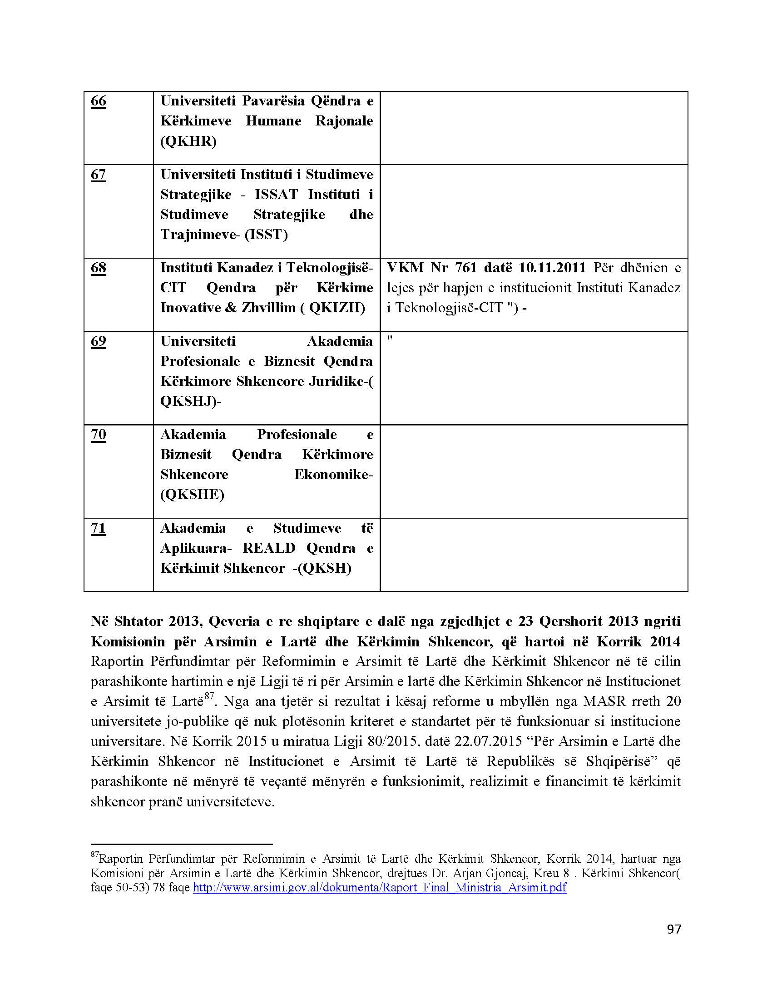 66
Universiteti Pavarësia Qëndra e
Kërkimeve Humane Rajonale
(QKHR)
67
Universiteti Instituti i Studimeve
Strategjike - ISSAT Instituti i
Studimeve Strategjike dhe
Trajnimeve- (ISST)
68
Instituti Kanadez i Teknologjisë-
CIT Qendra për Kërkime
Inovative & Zhvillim ( QKIZH)
VKM Nr 761 datë 10.11.2011 Për dhënien e
lejes për hapjen e institucionit Instituti Kanadez
i Teknologjisë-CIT ") -
69
Universiteti Akademia
Profesionale e Biznesit Qendra
Kërkimore Shkencore Juridike-(
QKSHJ)-
"
70
Akademia Profesionale e
Biznesit Qendra Kërkimore
Shkencore Ekonomike-
(QKSHE)
71
Akademia e Studimeve të
Aplikuara- REALD Qendra e
Kërkimit Shkencor -(QKSH)
Në Shtator 2013, Qeveria e re shqiptare e dalë nga zgjedhjet e 23 Qershorit 2013 ngriti
Komisionin për Arsimin e Lartë dhe Kërkimin Shkencor, që hartoi në Korrik 2014
Raportin Përfundimtar për Reformimin e Arsimit të Lartë dhe Kërkimit Shkencor në të cilin
parashikonte hartimin e një Ligji të ri për Arsimin e lartë dhe Kërkimin Shkencor në Institucionet
e Arsimit të Lartë87. Nga ana tjetër si rezultat i kësaj reforme u mbyllën nga MASR rreth 20
universitete jo-publike që nuk plotësonin kriteret e standartet për të funksionuar si institucione
universitare. Në Korrik 2015 u miratua Ligji 80/2015, datë 22.07.2015 “Për Arsimin e Lartë dhe
Kërkimin Shkencor në Institucionet e Arsimit të Lartë të Republikës së Shqipërisë” që
parashikonte në mënyrë të veçantë mënyrën e funksionimit, realizimit e financimit të kërkimit
shkencor pranë universiteteve.
87Raportin Përfundimtar për Reformimin e Arsimit të Lartë dhe Kërkimit Shkencor, Korrik 2014, hartuar nga
Komisioni për Arsimin e Lartë dhe Kërkimin Shkencor, drejtues Dr. Arjan Gjoncaj, Kreu 8 . Kërkimi Shkencor(
faqe 50-53) 78 faqe http://www.arsimi.gov.al/dokumenta/Raport_Final_Ministria_Arsimit.pdf
97